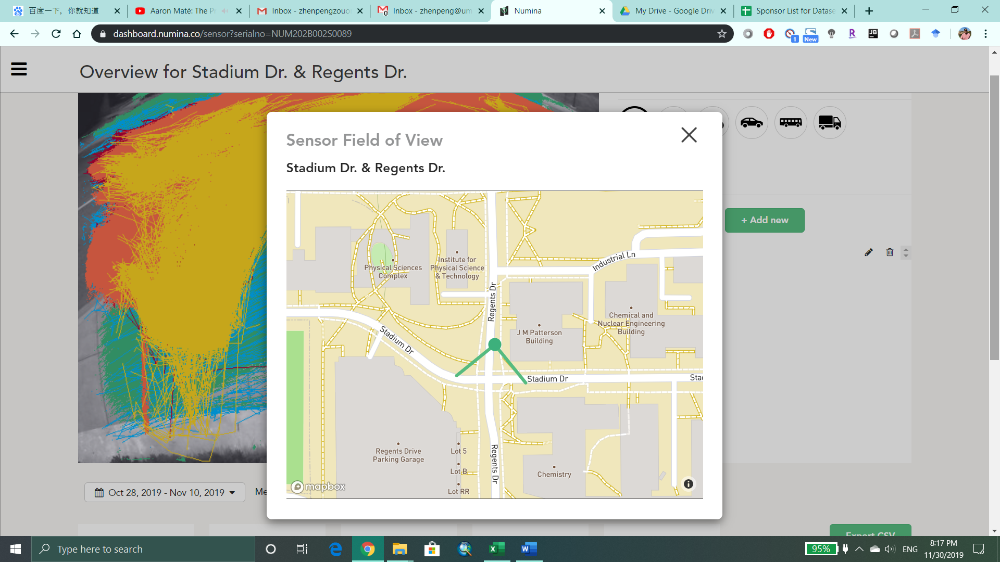 百度一下，你就知道
Aaron Maté: The Pr
Inbox - zhenpengzouo
Inbox - zhenpeng@um
Numina
My Drive - Google Driv
Sponsor List for Datase
dashboard.numina.co/sensor?serialno=NUM202B002S0089
1
New
R
JB
Overview for Stadium Dr. & Regents Dr.
Sensor Field of View
Stadium Dr. & Regents Dr.
+ Add new
Industrial Ln
Institute for
Physical Science
& Technology
Physical Sciences
Complex
Regents Dr
Chemical and
Nuclear Engineering
Building
J M Patterson
Building
Stadium Dr
Stadium Dr
Stad
Regents Drive
Parking Garage
Lot 5
Lot B
Lot RR
Regents Dr
Chemistry
mapbox
Oct 28, 2019 - Nov 10, 2019
Me
Export CSV
Type here to search
95%
ENG
8:17 PM
11/30/2019